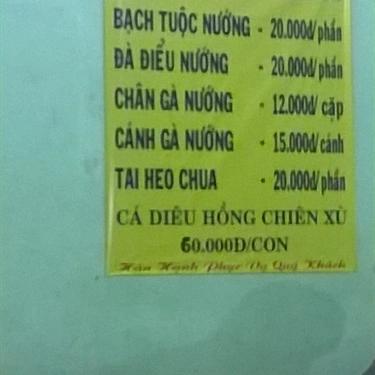 BẠCH TUỘC NƯỚNG - 20.000đ/phần
ĐÀ ĐIỂU NƯỚNG - 20.000đ/phần
CHÂN GÀ NƯỚNG - 12.000đ/ cặp
CÁNH GÀ NƯỚNG - 15.000đ/cánh
TAI HEO CHUA - 20.000đ/phần
CÁ DIÊU HỒNG CHIÊN XÙ
60.000Đ/CON
Hân Hạnh Phục Vụ Quý Khách